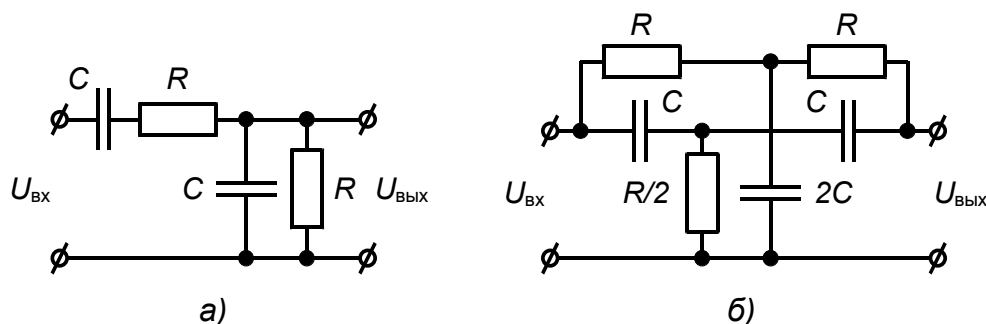 R R
C R C C
U вх C R U вых U вх R/2 2C U вых
а) б)